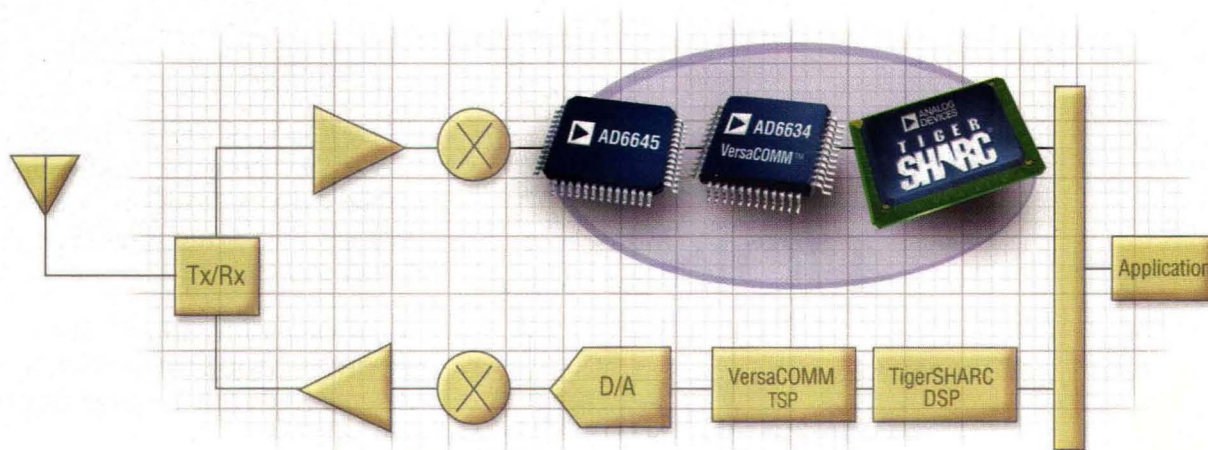 AD6645
AD6634
VersaCOMM™
ANALOG
DEVICES
TIGER
SHARC®
Tx/Rx
Application
D/A
VersaCOMM
TSP
TigerSHARC
DSP